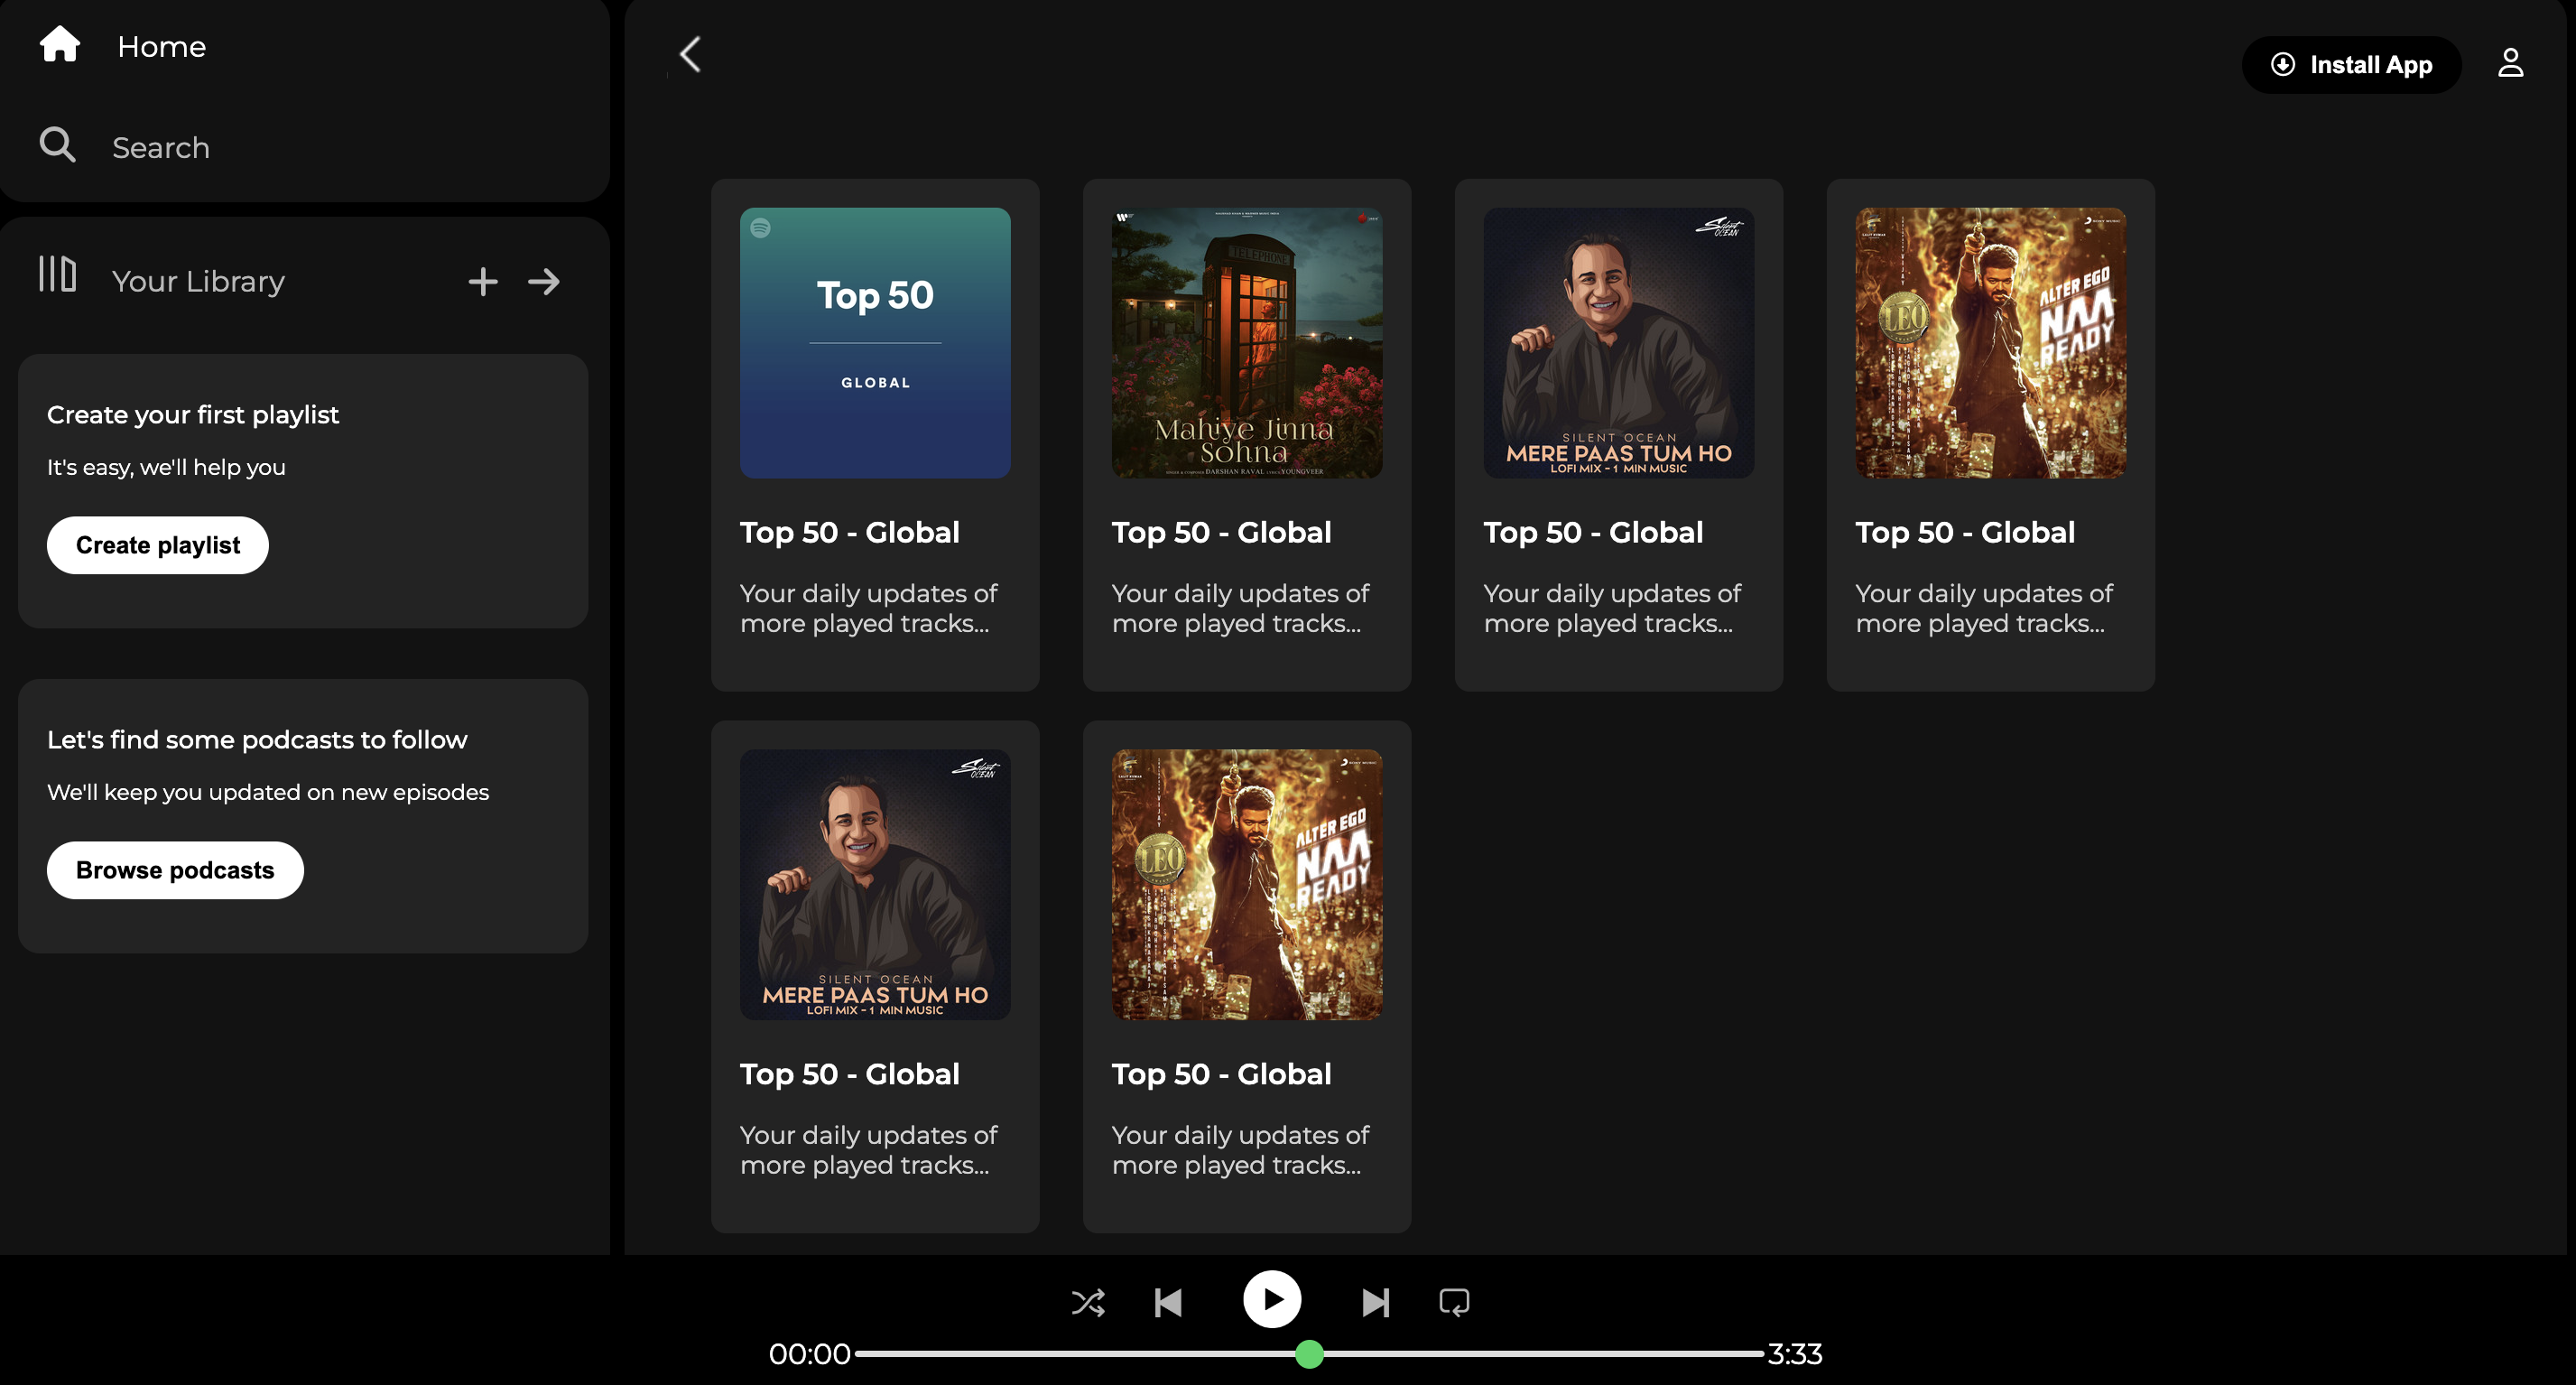 Home
Search
Your Library
Create your first playlist
It's easy, we'll help you
Create playlist
Let's find some podcasts to follow
We'll keep you updated on new episodes
Browse podcasts
Install App
Top 50
GLOBAL
Top 50 - Global
Your daily updates of
more played tracks...
TELEPHONE
Mahiye Jinna
Sohna
SINGER & COMPOSER DARSHAN RAVAL LYRICS YOUNGVEER
Top 50 - Global
Your daily updates of
more played tracks...
Silent
OCEAN
SILENT OCEAN
MERE PAAS TUM HO
LOFI MIX - 1 MIN MUSIC
Top 50 - Global
Your daily updates of
more played tracks...
SONY MUSIC
LEO
ALTER EGO
NAA
READY
Top 50 - Global
Your daily updates of
more played tracks...
Silent
OCEAN
SILENT OCEAN
MERE PAAS TUM HO
LOFI MIX - 1 MIN MUSIC
Top 50 - Global
Your daily updates of
more played tracks...
SONY MUSIC
LEO
ALTER EGO
NAA
READY
Top 50 - Global
Your daily updates of
more played tracks...
00:00
3:33